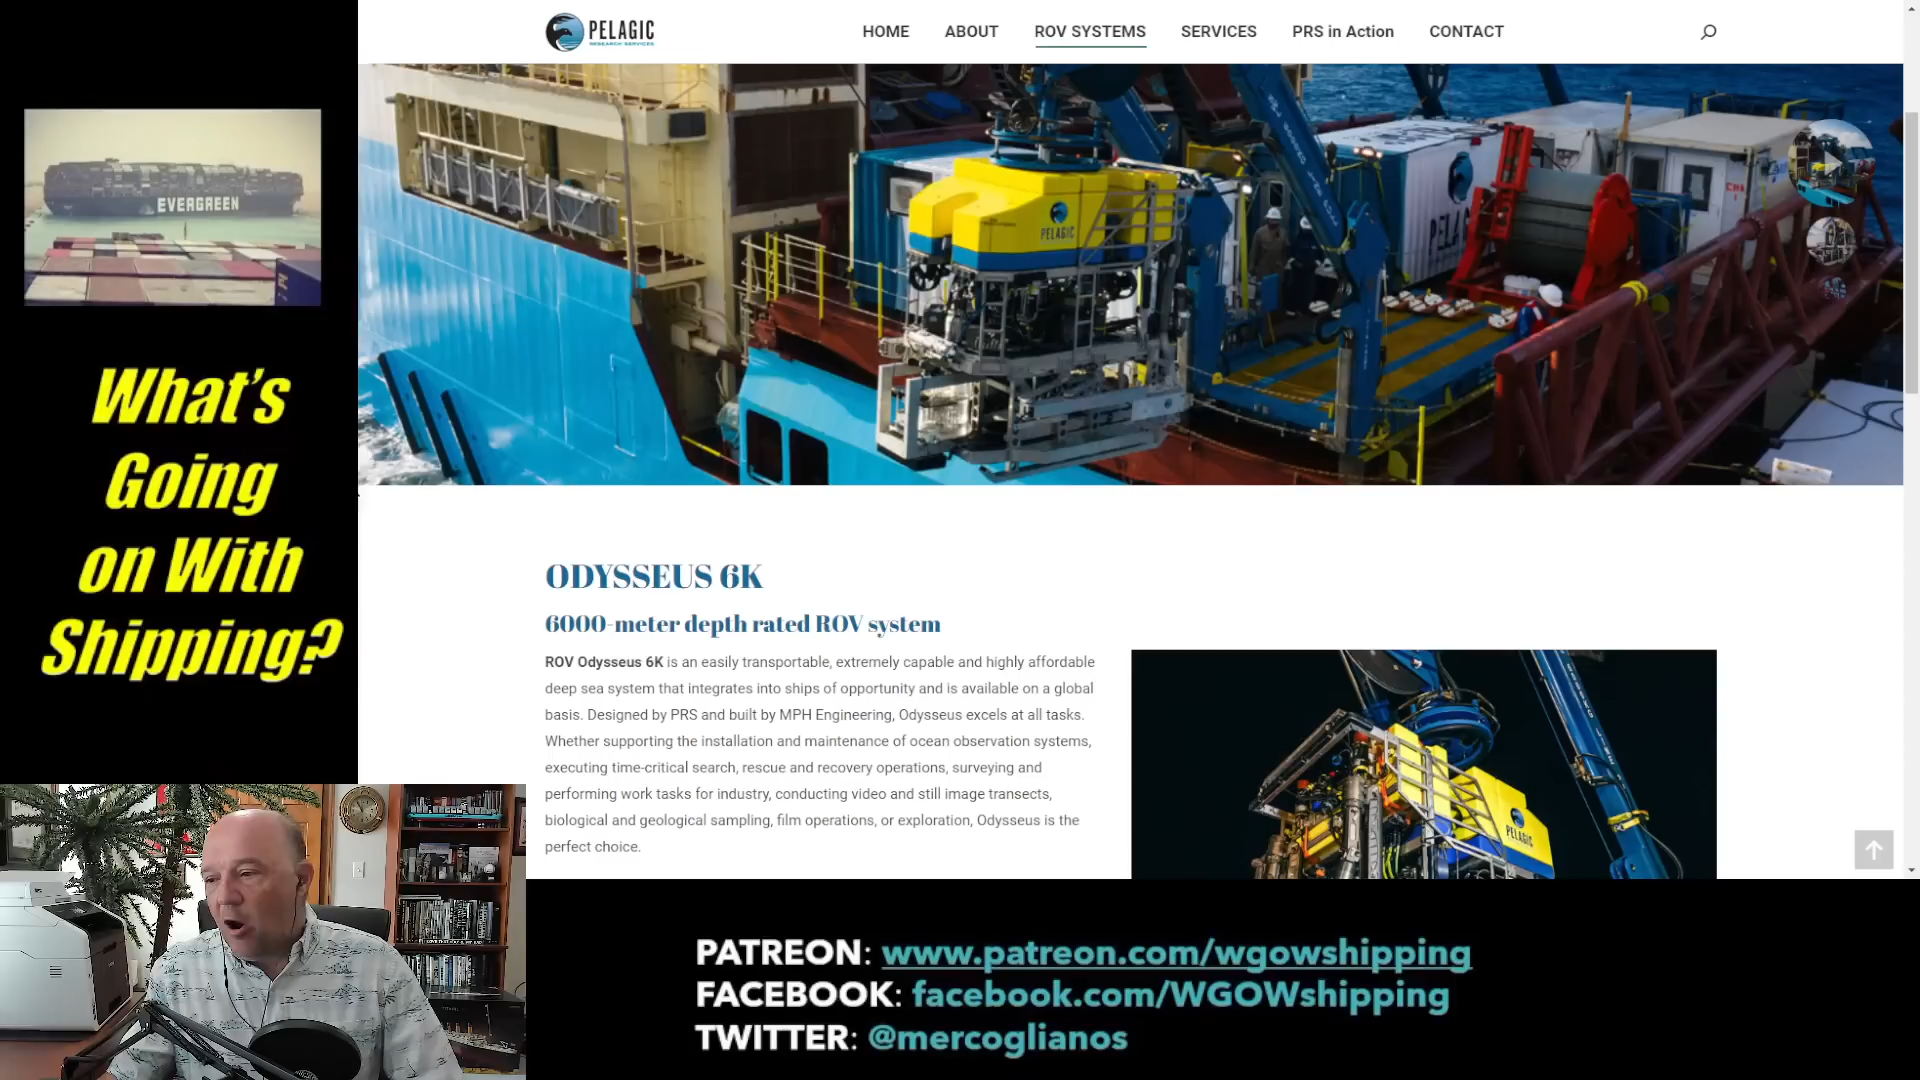 PELAGIC
RESEARCH SERVICES
HOME
ABOUT
ROV SYSTEMS
SERVICES
PRS in Action
CONTACT
EVERGREEN
PELAGIC
What's
Going
on With
Shipping?
ODYSSEUS 6K
6000-meter depth rated ROV system
ROV Odysseus 6K is an easily transportable, extremely capable and highly affordable
deep sea system that integrates into ships of opportunity and is available on a global
basis. Designed by PRS and built by MPH Engineering, Odysseus excels at all tasks.
Whether supporting the installation and maintenance of ocean observation systems,
executing time-critical search, rescue and recovery operations, surveying and
performing work tasks for industry, conducting video and still image transects,
biological and geological sampling, film operations, or exploration, Odysseus is the
perfect choice.
PELAGIC
PATREON: www.patreon.com/wgowshipping
FACEBOOK: facebook.com/WGOWshipping
TWITTER: @mercoglianos